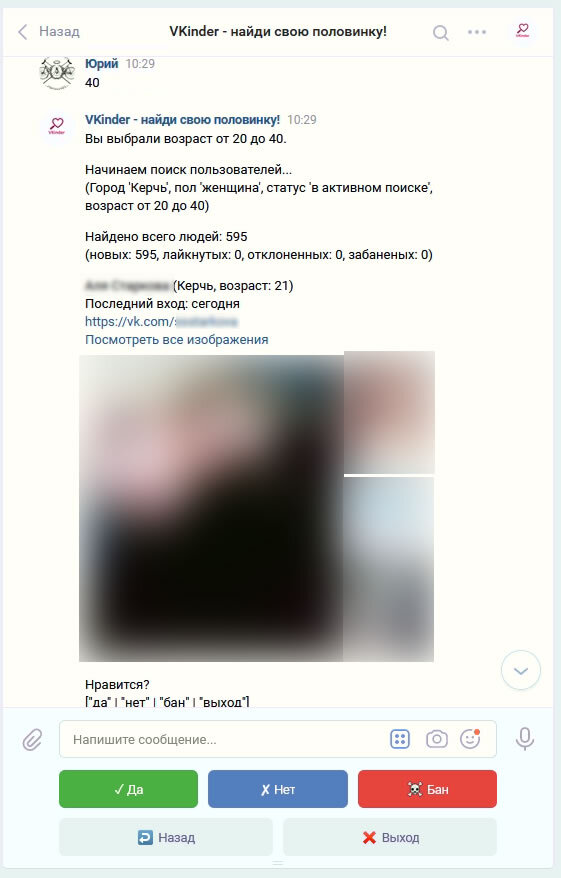 Назад
VKinder - найди свою половинку!
Юрий 10:29
40
VKinder - найди свою половинку! 10:29
Вы выбрали возраст от 20 до 40.
Начинаем поиск пользователей...
(Город 'Керчь', пол 'женщина', статус 'в активном поиске',
возраст от 20 до 40)
Найдено всего людей: 595
(новых: 595, лайкнутых: 0, отклоненных: 0, забаненых: 0)
(Керчь, возраст: 21)
Последний вход: сегодня
https://vk.com/
Посмотреть все изображения
Нравится?
["да" | "нет" | "бан" | "выход"]
Напишите сообщение...
✓ Да
✗ Нет
☠ Бан
Назад
Выход